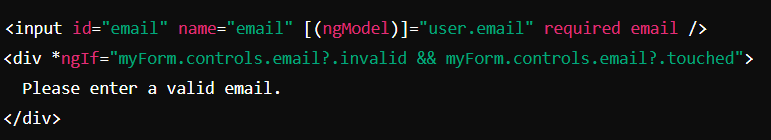 <input id="email" name="email" [(ngModel)]="user.email" required email />
<div *ngIf="myForm.controls.email?.invalid && myForm.controls.email?.touched">
  Please enter a valid email.
</div>